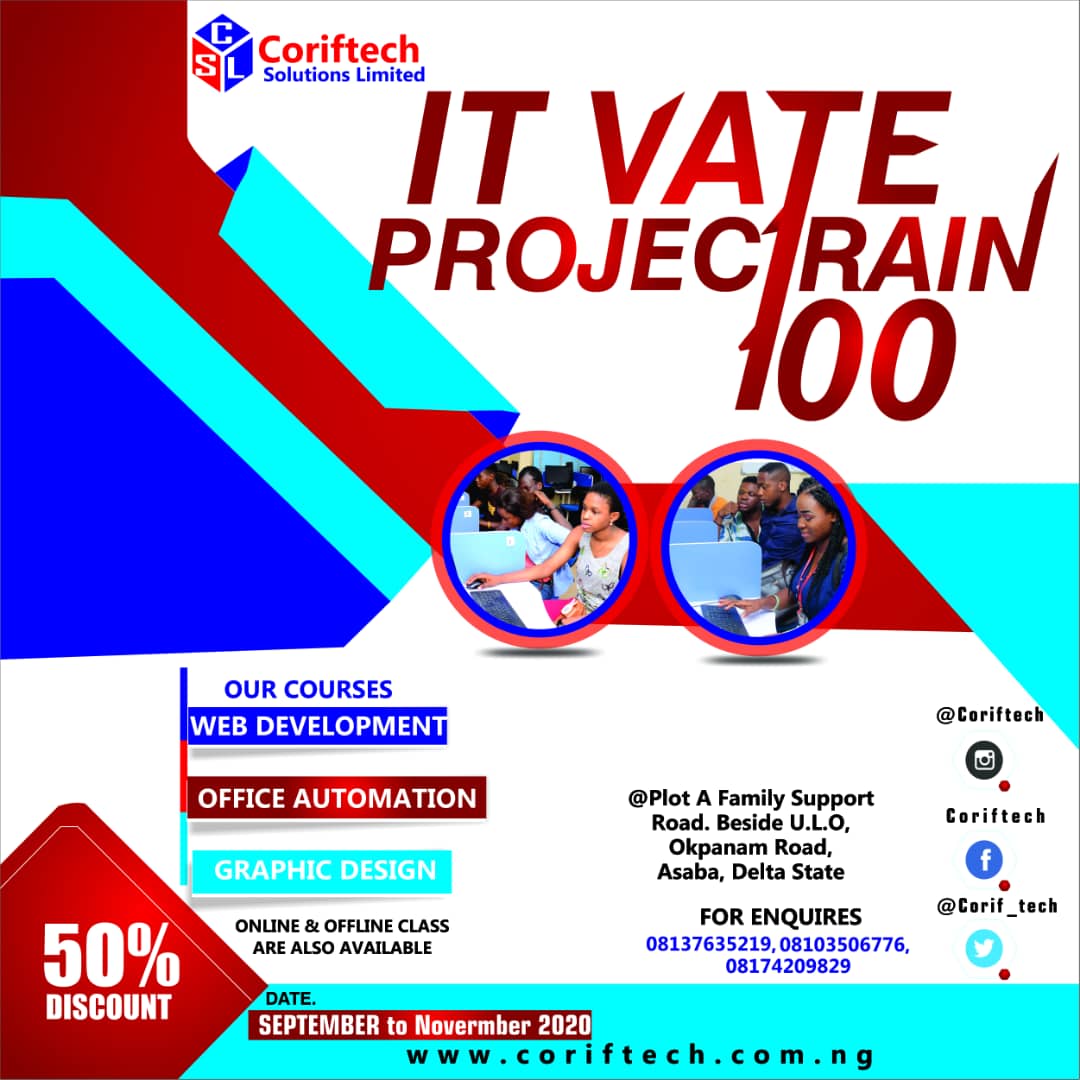 CSL
Coriftech
Solutions Limited
IT VATE
PROJECTRAIN
100
OUR COURSES
WEB DEVELOPMENT
OFFICE AUTOMATION
GRAPHIC DESIGN
ONLINE & OFFLINE CLASS
ARE ALSO AVAILABLE
50%
DISCOUNT
@Plot A Family Support
Road. Beside U.L.O,
Okpanam Road,
Asaba, Delta State
FOR ENQUIRES
08137635219, 08103506776,
08174209829
@Coriftech
Coriftech
@Corif_tech
DATE.
SEPTEMBER to Novermber 2020
www.coriftech.com.ng